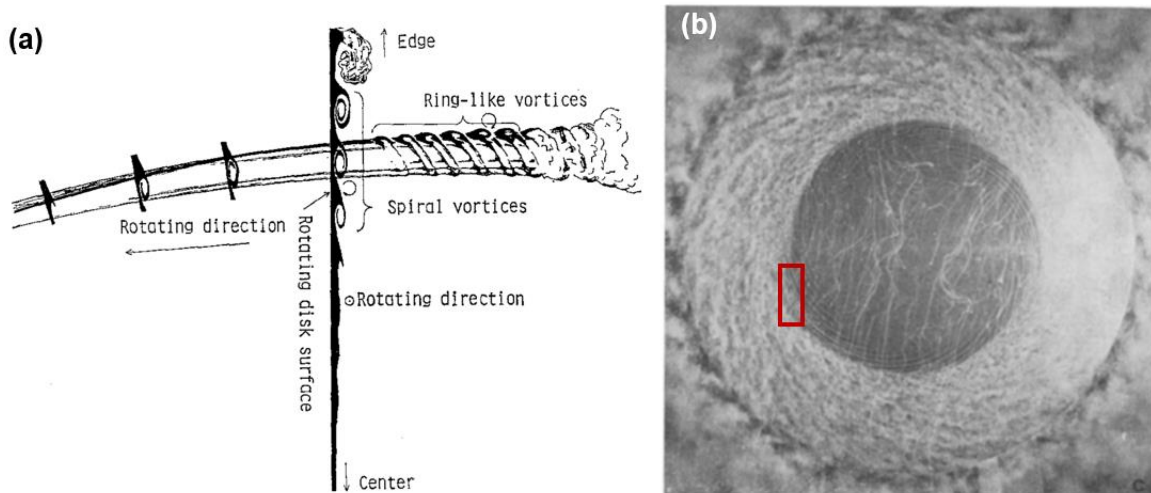 (a)
(b)
Edge
Ring-like vortices
Spiral vortices
Rotating direction
Rotating disk surface
Rotating direction
Center
C